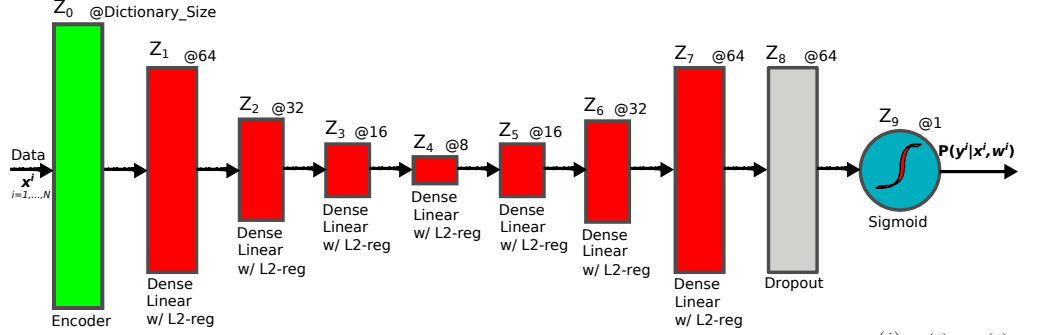 Z0 @Dictionary_Size
Data
x^i
i=1,...,N
Encoder
Z1 @64
Dense
Linear
w/ L2-reg
Z2 @32
Dense
Linear
w/ L2-reg
Z3 @16
Dense
Linear
w/ L2-reg
Z4 @8
Dense
Linear
w/ L2-reg
Z5 @16
Dense
Linear
w/ L2-reg
Z6 @32
Dense
Linear
w/ L2-reg
Z7 @64
Dense
Linear
w/ L2-reg
Z8 @64
Dropout
Z9 @1
Sigmoid
P(y^i|x^i,w^i)